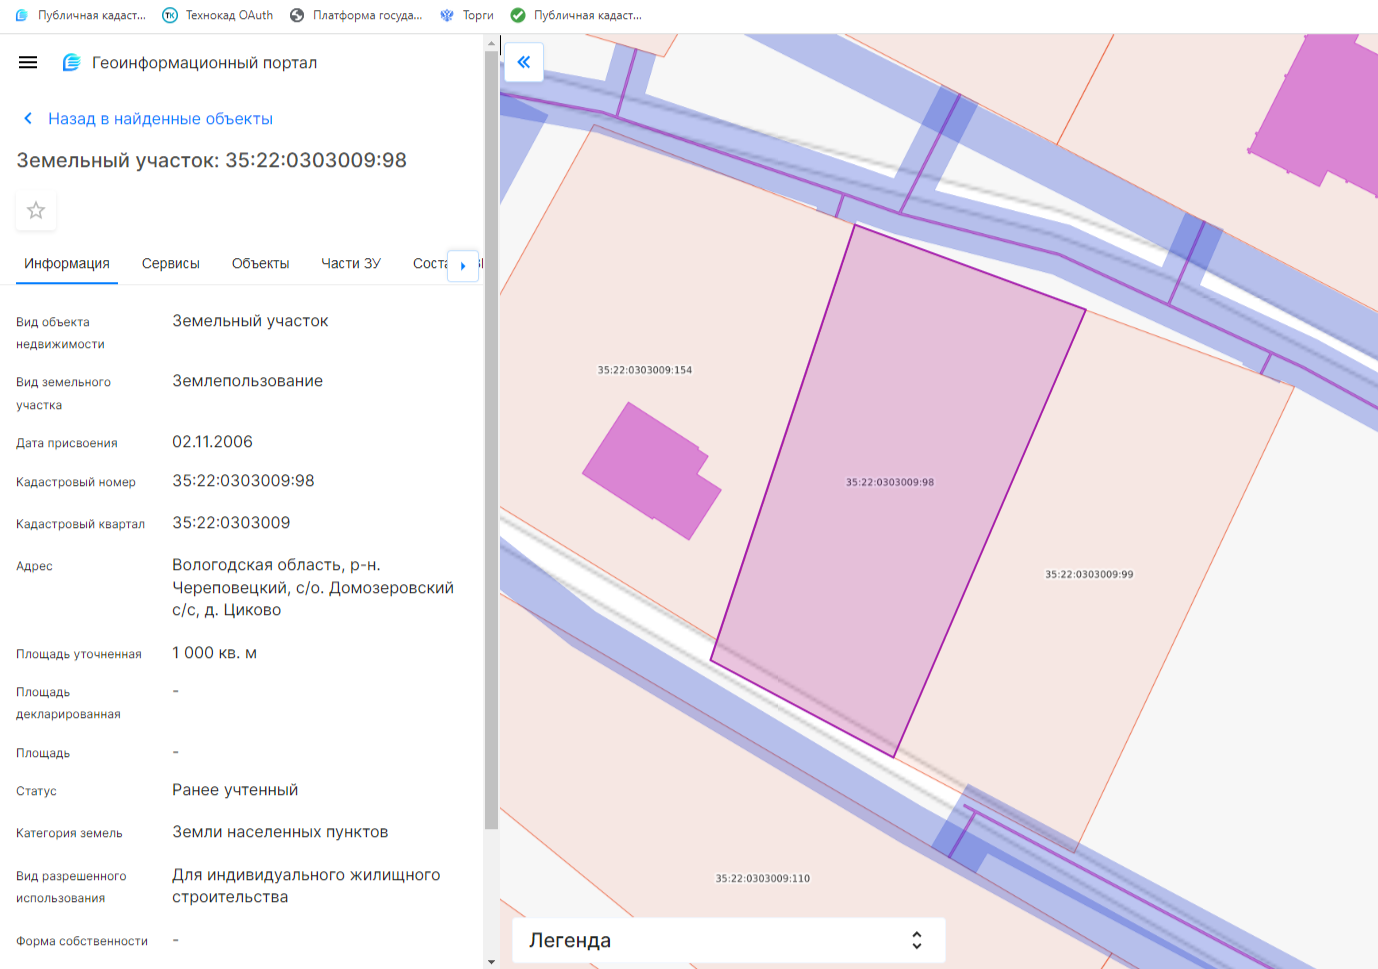 Публичная кадаст...
Технокад OAuth
Платформа госуда...
Торги
Публичная кадаст...
Геоинформационный портал
Назад в найденные объекты
Земельный участок: 35:22:0303009:98
Информация
Сервисы
Объекты
Части ЗУ
Вид объекта
недвижимости
Земельный участок
Вид земельного
участка
Землепользование
Дата присвоения
02.11.2006
Кадастровый номер
35:22:0303009:98
Кадастровый квартал
35:22:0303009
Адрес
Вологодская область, р-н.
Череповецкий, с/о. Домозеровский
с/с, д. Циково
Площадь уточненная
1 000 кв. м
Площадь
декларированная
-
Площадь
-
Статус
Ранее учтенный
Категория земель
Земли населенных пунктов
Вид разрешенного
использования
Для индивидуального жилищного
строительства
Форма собственности
-
35:22:0303009:154
35:22:0303009:98
35:22:0303009:99
35:22:0303009:110
Легенда